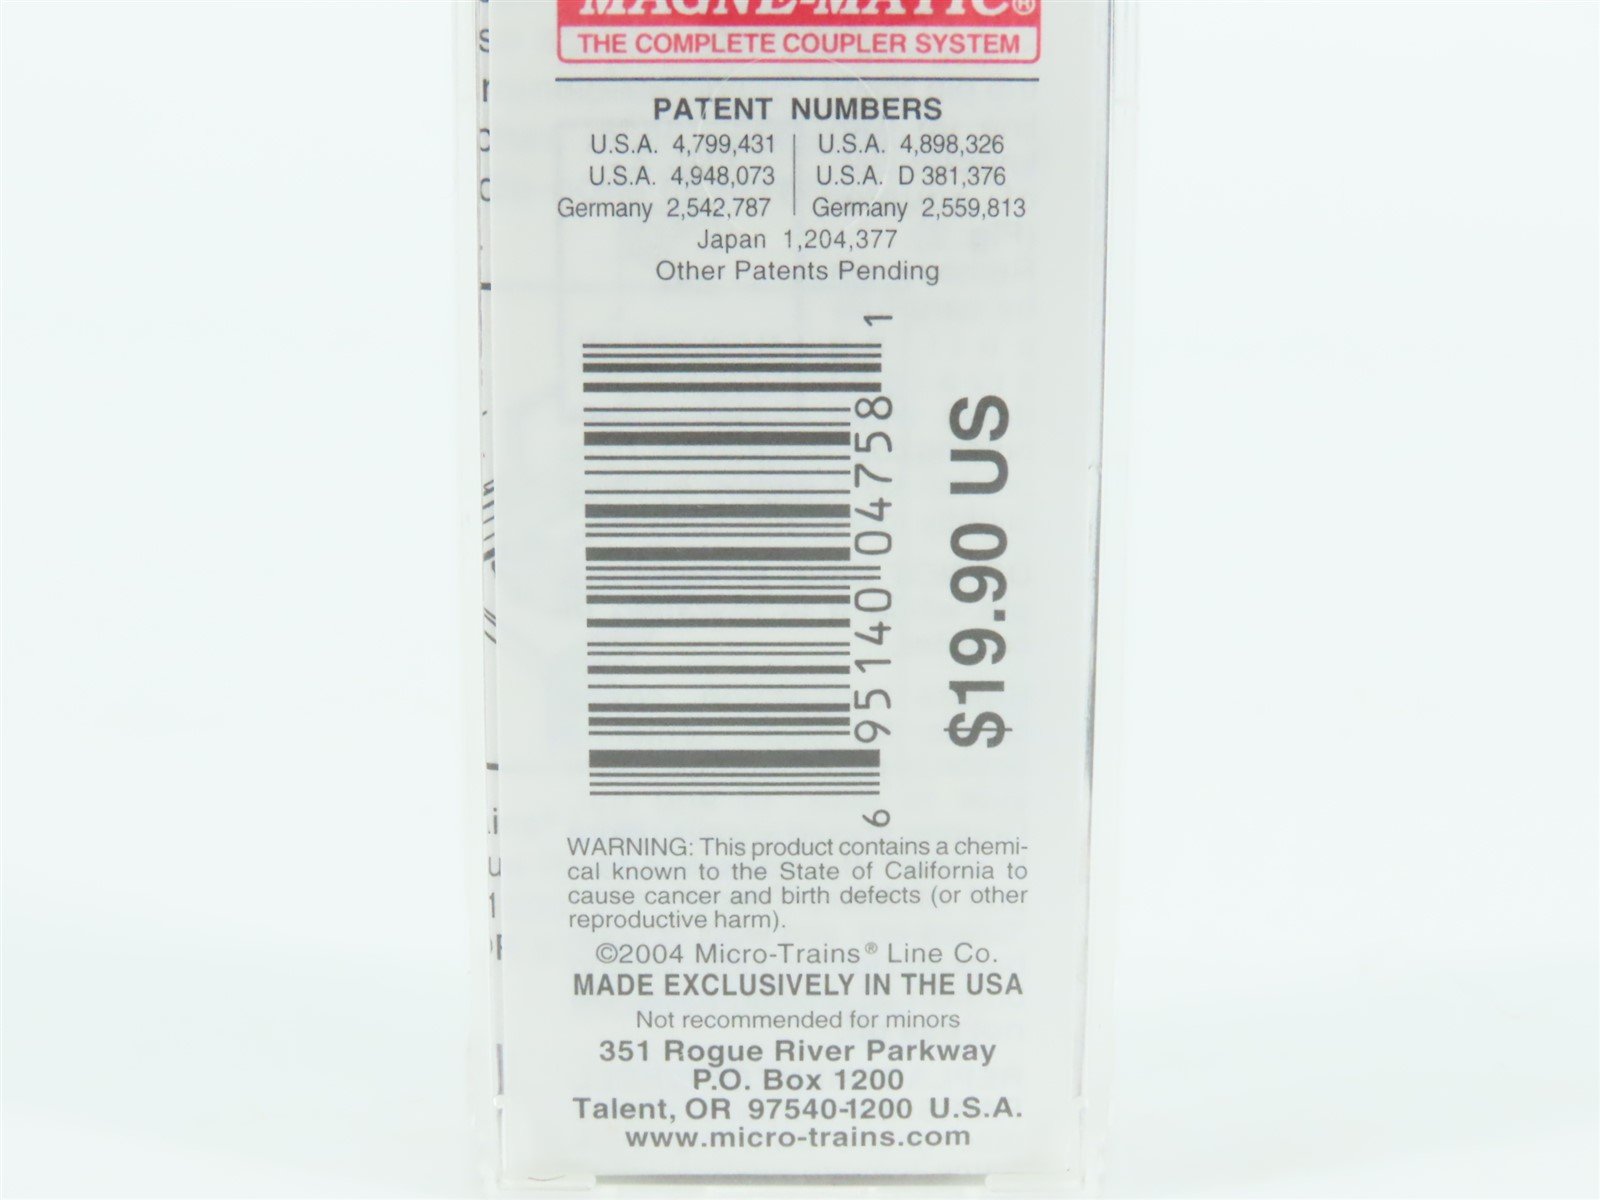 MAGNE-MATIC®
THE COMPLETE COUPLER SYSTEM
PATENT NUMBERS
U.S.A. 4,799,431 | U.S.A. 4,898,326
U.S.A. 4,948,073 | U.S.A. D 381,376
Germany 2,542,787 | Germany 2,559,813
Japan 1,204,377
Other Patents Pending
6 95140 04758 1
$19.90 US
WARNING: This product contains a chemi-
cal known to the State of California to
cause cancer and birth defects (or other
reproductive harm).
©2004 Micro-Trains® Line Co.
MADE EXCLUSIVELY IN THE USA
Not recommended for minors
351 Rogue River Parkway
P.O. Box 1200
Talent, OR 97540-1200 U.S.A.
www.micro-trains.com